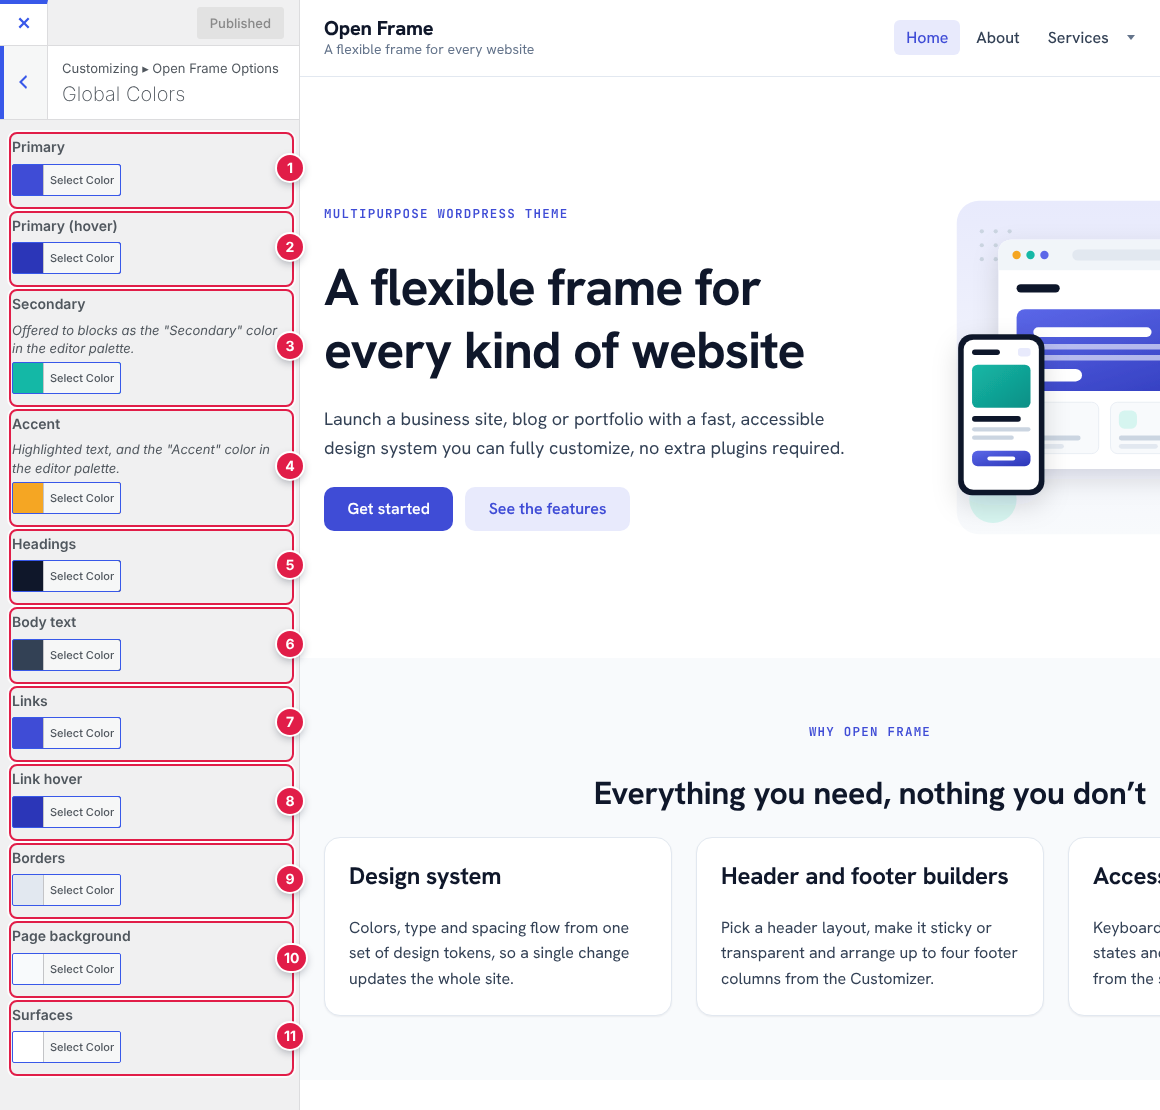 Published
Customizing ▸ Open Frame Options
Global Colors
Primary
Select Color
1
Primary (hover)
Select Color
2
Secondary
Offered to blocks as the "Secondary" color
in the editor palette.
Select Color
3
Accent
Highlighted text, and the "Accent" color in
the editor palette.
Select Color
4
Headings
Select Color
5
Body text
Select Color
6
Links
Select Color
7
Link hover
Select Color
8
Borders
Select Color
9
Page background
Select Color
10
Surfaces
Select Color
11
Open Frame
A flexible frame for every website
Home About Services
MULTIPURPOSE WORDPRESS THEME
A flexible frame for
every kind of website
Launch a business site, blog or portfolio with a fast, accessible
design system you can fully customize, no extra plugins required.
Get started See the features
WHY OPEN FRAME
Everything you need, nothing you don’t
Design system
Colors, type and spacing flow from one
set of design tokens, so a single change
updates the whole site.
Header and footer builders
Pick a header layout, make it sticky or
transparent and arrange up to four footer
columns from the Customizer.
Access
Keyboard
states an
from the